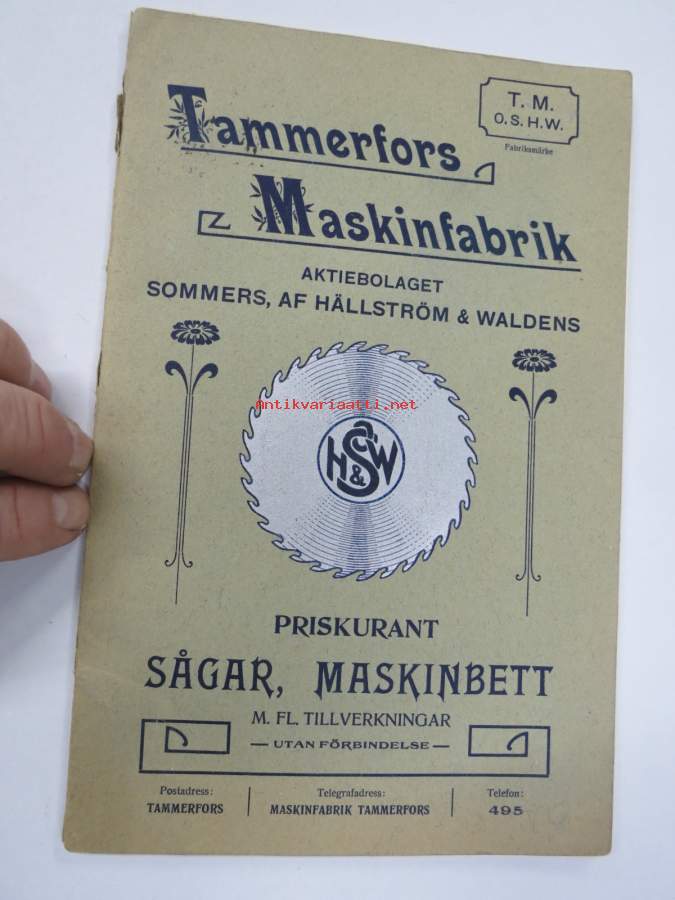 T. M.
O. S. H. W.
Fabriksmärke
Tammerfors
Maskinfabrik
AKTIEBOLAGET
SOMMERS, AF HÄLLSTRÖM & WALDENS
Antikvariaatti.net
H S & W
PRISKURANT
SÅGAR, MASKINBETT
M. FL. TILLVERKNINGAR
— UTAN FÖRBINDELSE —
Postadress: Telegrafadress: Telefon:
TAMMERFORS MASKINFABRIK TAMMERFORS 495